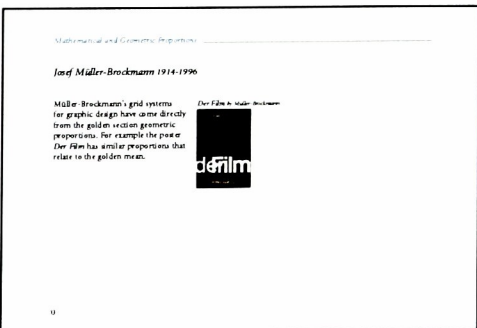 Mathematical and Geometric Proportions
Josef Müller-Brockmann 1914-1996
Müller-Brockmann's grid systems
for graphic design have come directly
from the golden section geometric
proportions. For example the poster
Der Film has similar proportions that
relate to the golden mean.
Der Film by Müller-Brockmann
der Film